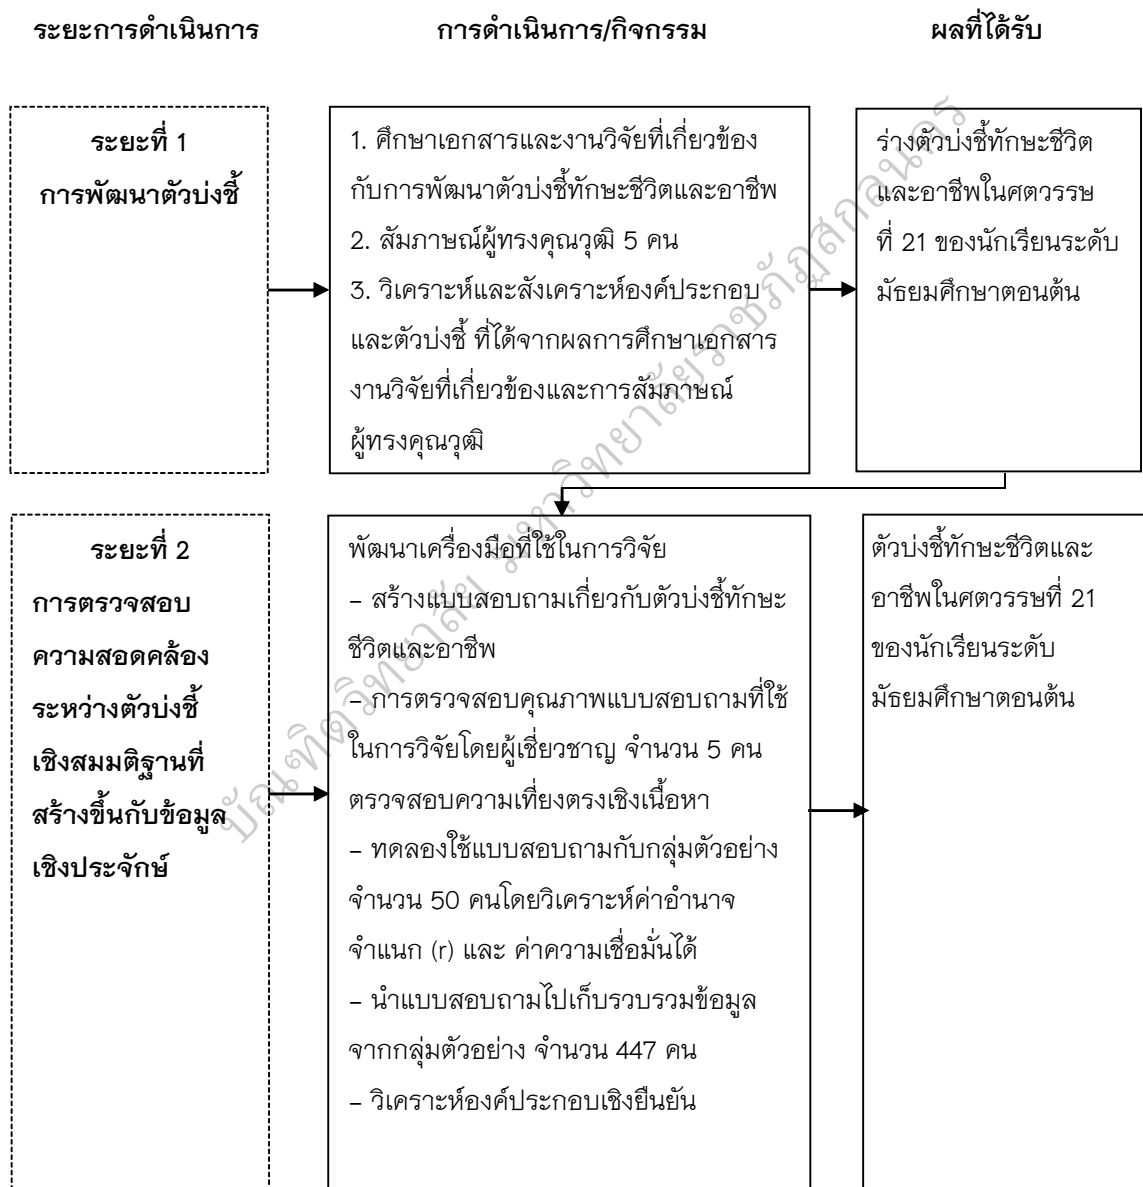 ระยะการดำเนินการ
การดำเนินการ/กิจกรรม
ผลที่ได้รับ
ระยะที่ 1
การพัฒนาตัวบ่งชี้
1. ศึกษาเอกสารและงานวิจัยที่เกี่ยวข้อง
กับการพัฒนาตัวบ่งชี้ทักษะชีวิตและอาชีพ
2. สัมภาษณ์ผู้ทรงคุณวุฒิ 5 คน
3. วิเคราะห์และสังเคราะห์องค์ประกอบ
และตัวบ่งชี้ ที่ได้จากผลการศึกษาเอกสาร
งานวิจัยที่เกี่ยวข้องและการสัมภาษณ์
ผู้ทรงคุณวุฒิ
ร่างตัวบ่งชี้ทักษะชีวิต
และอาชีพในศตวรรษ
ที่ 21 ของนักเรียนระดับ
มัธยมศึกษาตอนต้น
ระยะที่ 2
การตรวจสอบ
ความสอดคล้อง
ระหว่างตัวบ่งชี้
เชิงสมมติฐานที่
สร้างขึ้นกับข้อมูล
เชิงประจักษ์
พัฒนาเครื่องมือที่ใช้ในการวิจัย
– สร้างแบบสอบถามเกี่ยวกับตัวบ่งชี้ทักษะ
ชีวิตและอาชีพ
– การตรวจสอบคุณภาพแบบสอบถามที่ใช้
ในการวิจัยโดยผู้เชี่ยวชาญ จำนวน 5 คน
ตรวจสอบความเที่ยงตรงเชิงเนื้อหา
– ทดลองใช้แบบสอบถามกับกลุ่มตัวอย่าง
จำนวน 50 คนโดยวิเคราะห์ค่าอำนาจ
จำแนก (r) และ ค่าความเชื่อมั่นได้
– นำแบบสอบถามไปเก็บรวบรวมข้อมูล
จากกลุ่มตัวอย่าง จำนวน 447 คน
– วิเคราะห์องค์ประกอบเชิงยืนยัน
ตัวบ่งชี้ทักษะชีวิตและ
อาชีพในศตวรรษที่ 21
ของนักเรียนระดับ
มัธยมศึกษาตอนต้น
บัณฑิตวิทยาลัย มหาวิทยาลัยราชภัฏสกลนคร